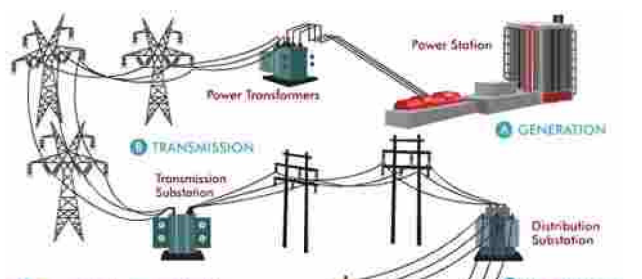 Power Station
Power Transformers
A GENERATION
B TRANSMISSION
Transmission
Substation
Distribution
Substation